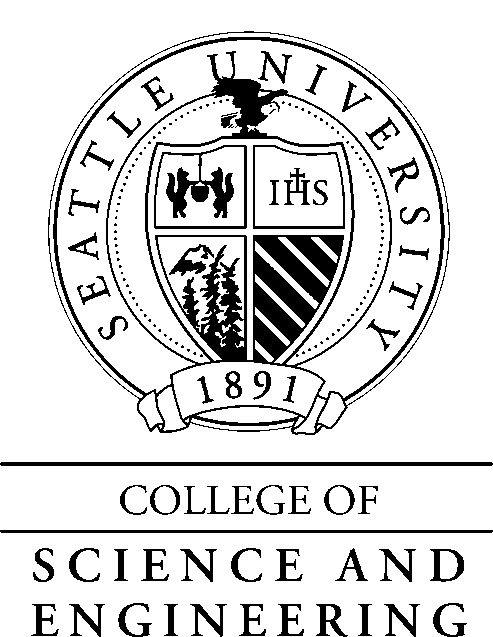 SEATTLE UNIVERSITY
IHS
1891
COLLEGE OF
SCIENCE AND
ENGINEERING